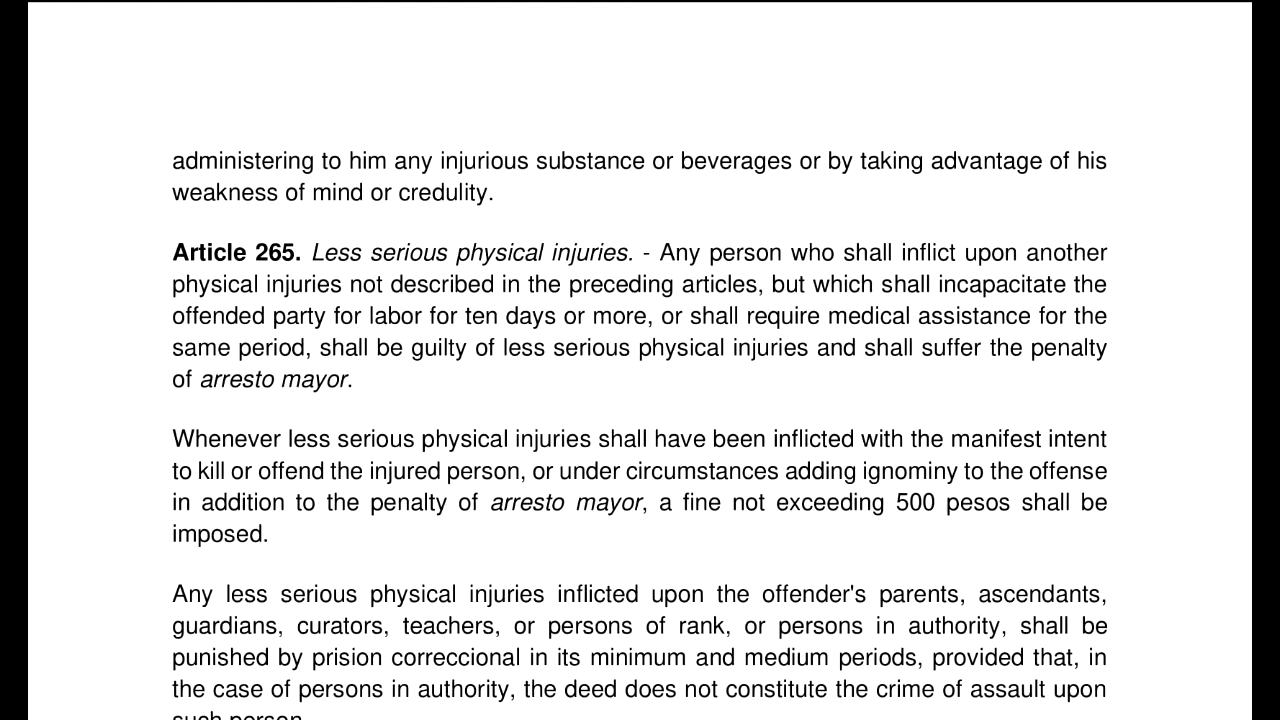 administering to him any injurious substance or beverages or by taking advantage of his
weakness of mind or credulity.
Article 265. Less serious physical injuries. - Any person who shall inflict upon another
physical injuries not described in the preceding articles, but which shall incapacitate the
offended party for labor for ten days or more, or shall require medical assistance for the
same period, shall be guilty of less serious physical injuries and shall suffer the penalty
of arresto mayor.
Whenever less serious physical injuries shall have been inflicted with the manifest intent
to kill or offend the injured person, or under circumstances adding ignominy to the offense
in addition to the penalty of arresto mayor, a fine not exceeding 500 pesos shall be
imposed.
Any less serious physical injuries inflicted upon the offender's parents, ascendants,
guardians, curators, teachers, or persons of rank, or persons in authority, shall be
punished by prision correccional in its minimum and medium periods, provided that, in
the case of persons in authority, the deed does not constitute the crime of assault upon
such person.